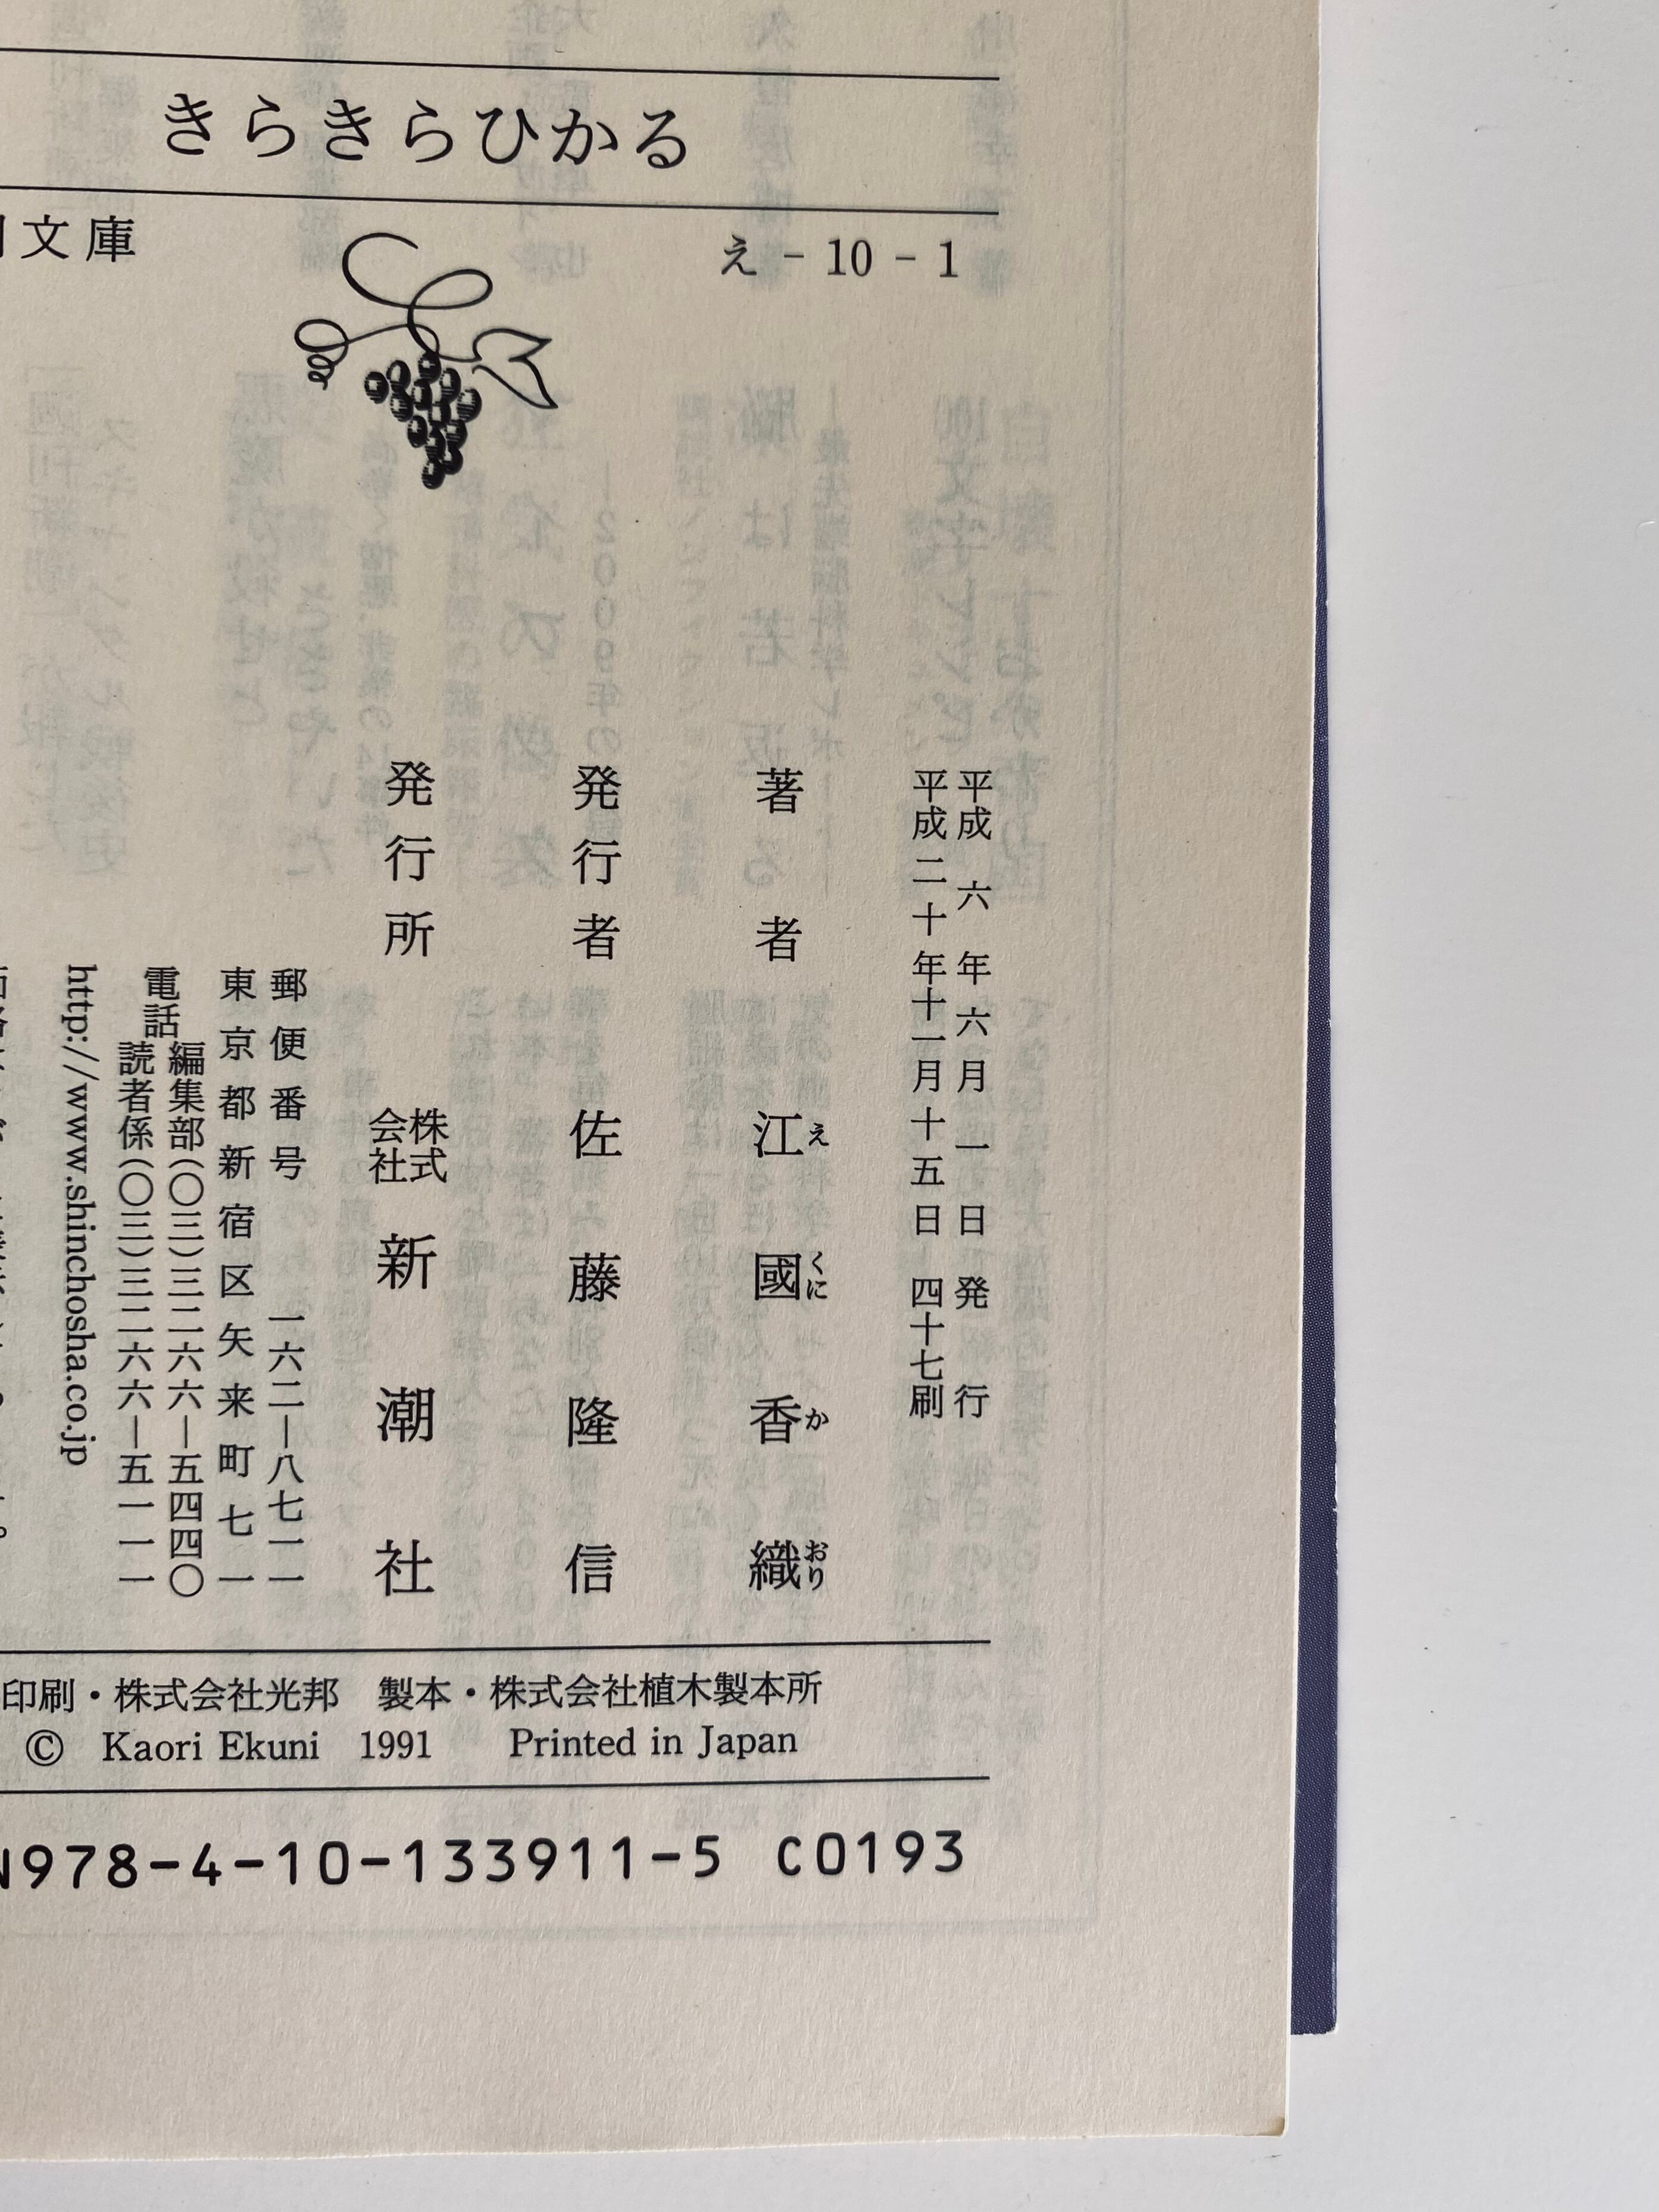 きらきらひかる
文庫
え - 10 - 1
平成 六 年 六 月 一 日 発 行
平成二十年十一月十五日 四十七刷
著者 江國香織
え くに か おり
発行者 佐藤隆信
発行所 株式会社 新潮社
郵便番号 一六二―八七一一
東京都新宿区矢来町七一
電話 編集部(〇三)三二六六―五四四〇
読者係(〇三)三二六六―五一一一
http://www.shinchosha.co.jp
印刷・株式会社光邦 製本・株式会社植木製本所
© Kaori Ekuni 1991 Printed in Japan
978-4-10-133911-5 C0193